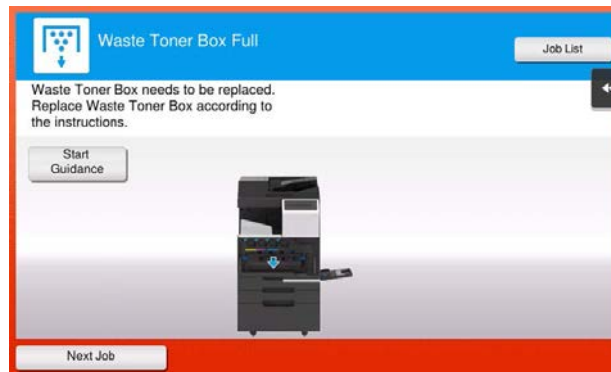 Waste Toner Box Full
Job List
Waste Toner Box needs to be replaced.
Replace Waste Toner Box according to
the instructions.
Start
Guidance
Next Job